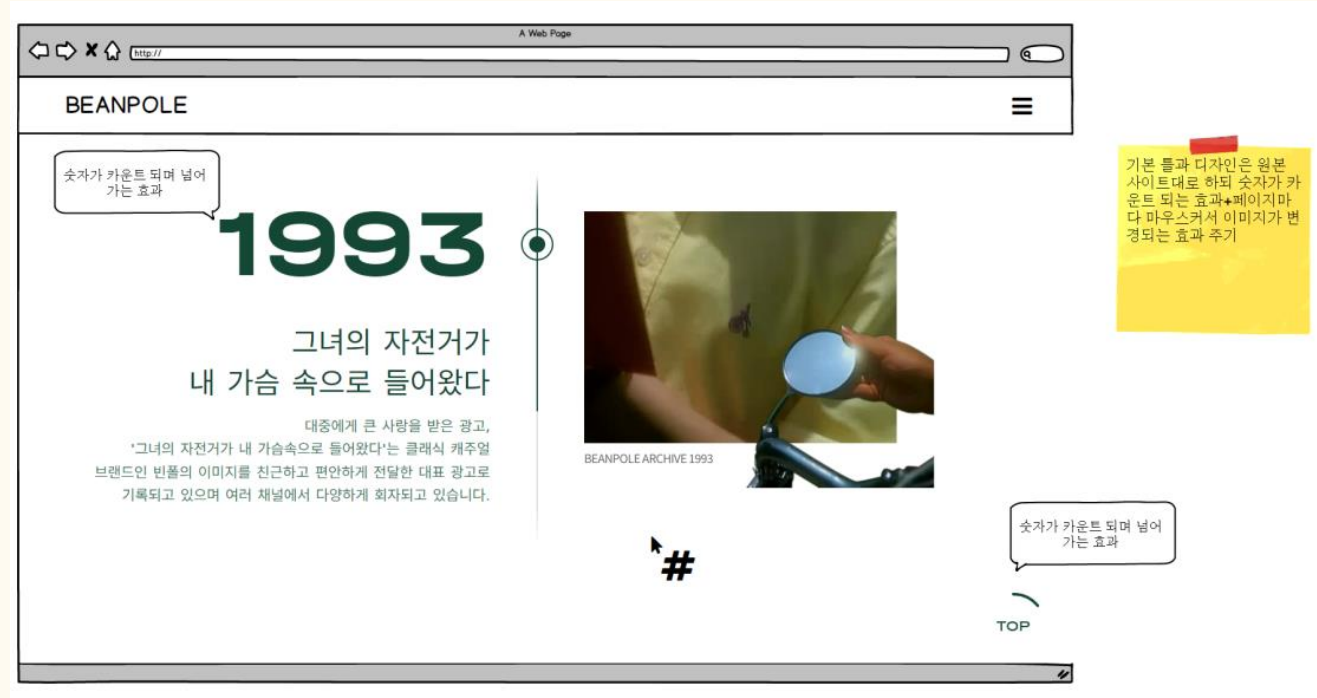 A Web Page
http://
BEANPOLE
숫자가 카운트 되며 넘어
가는 효과
1993
그녀의 자전거가
내 가슴 속으로 들어왔다
대중에게 큰 사랑을 받은 광고,
'그녀의 자전거가 내 가슴속으로 들어왔다'는 클래식 캐주얼
브랜드인 빈폴의 이미지를 친근하고 편안하게 전달한 대표 광고로
기록되고 있으며 여러 채널에서 다양하게 회자되고 있습니다.
BEANPOLE ARCHIVE 1993
#
숫자가 카운트 되며 넘어
가는 효과
TOP
기본 틀과 디자인은 원본
사이트대로 하되 숫자가 카
운트 되는 효과+페이지마
다 마우스커서 이미지가 변
경되는 효과 주기